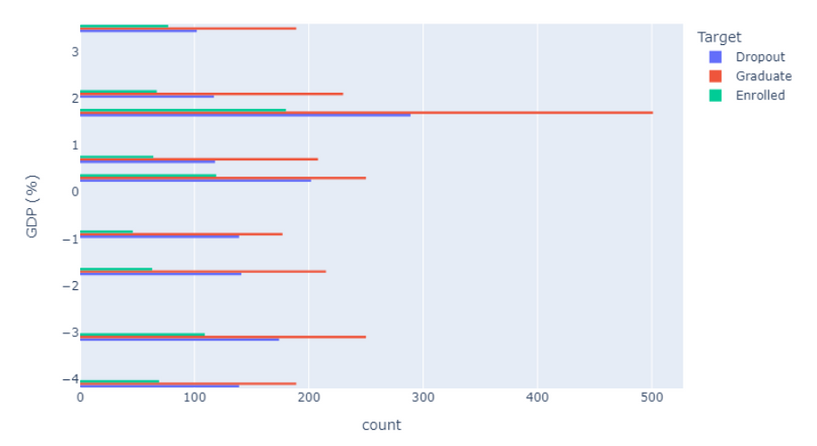 Target
Dropout
Graduate
Enrolled
GDP (%)
3
2
1
0
−1
−2
−3
−4
0 100 200 300 400 500
count